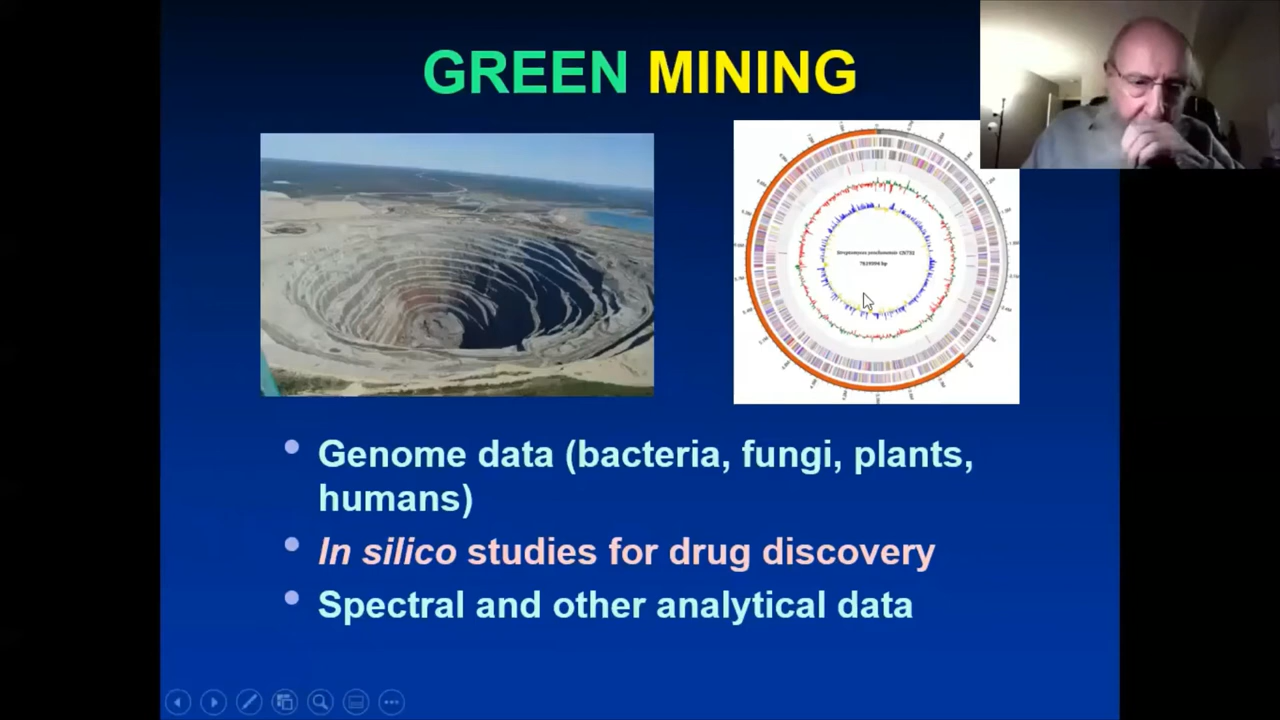 GREEN MINING
Genome data (bacteria, fungi, plants,
humans)
In silico studies for drug discovery
Spectral and other analytical data